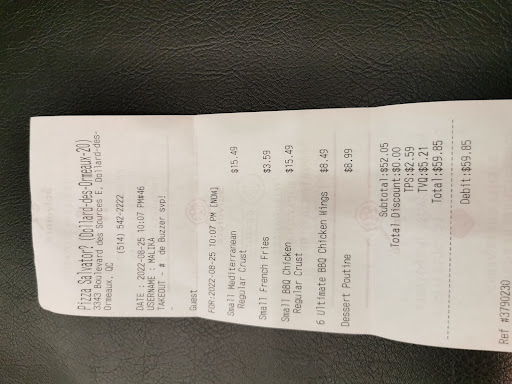 Pizza Salvator? (Dollard-des-Ormeaux-20)
3343 Boulevard des Sources E, Dollard-des-
Ormeaux, QC
(514) 542-2222
DATE : 2022-08-25 10:07 PM#46
USERNAME : MALIKA
TAKEOUT - # de Buzzer svp!
-
Guest
FOR:2022-08-25 10:07 PM [NOW]
Small Mediterranean $15.49
Regular Crust
Small French Fries $3.59
Small BBQ Chicken $15.49
Regular Crust
6 Ultimate BBQ Chicken Wings $8.49
Dessert Poutine $8.99
Subtotal:$52.05
Total Discount:$0.00
TPS:$2.59
TVQ:$5.21
Total:$59.85
Debit:$59.85
Ref #3790230